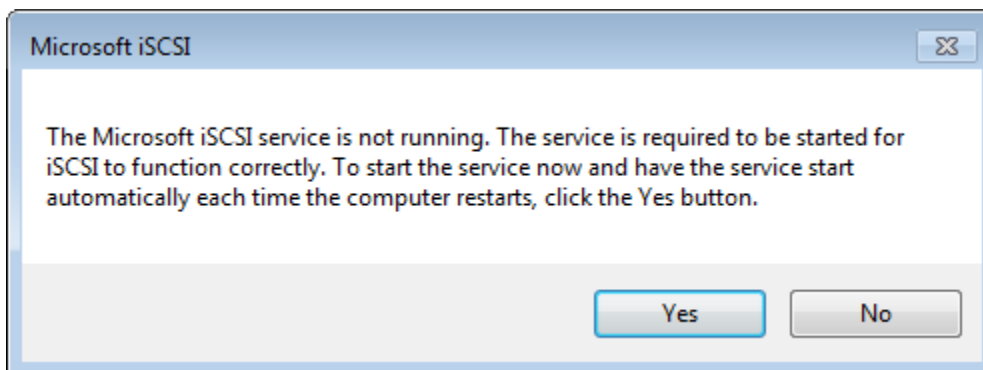 Microsoft iSCSI
The Microsoft iSCSI service is not running. The service is required to be started for
iSCSI to function correctly. To start the service now and have the service start
automatically each time the computer restarts, click the Yes button.
Yes
No